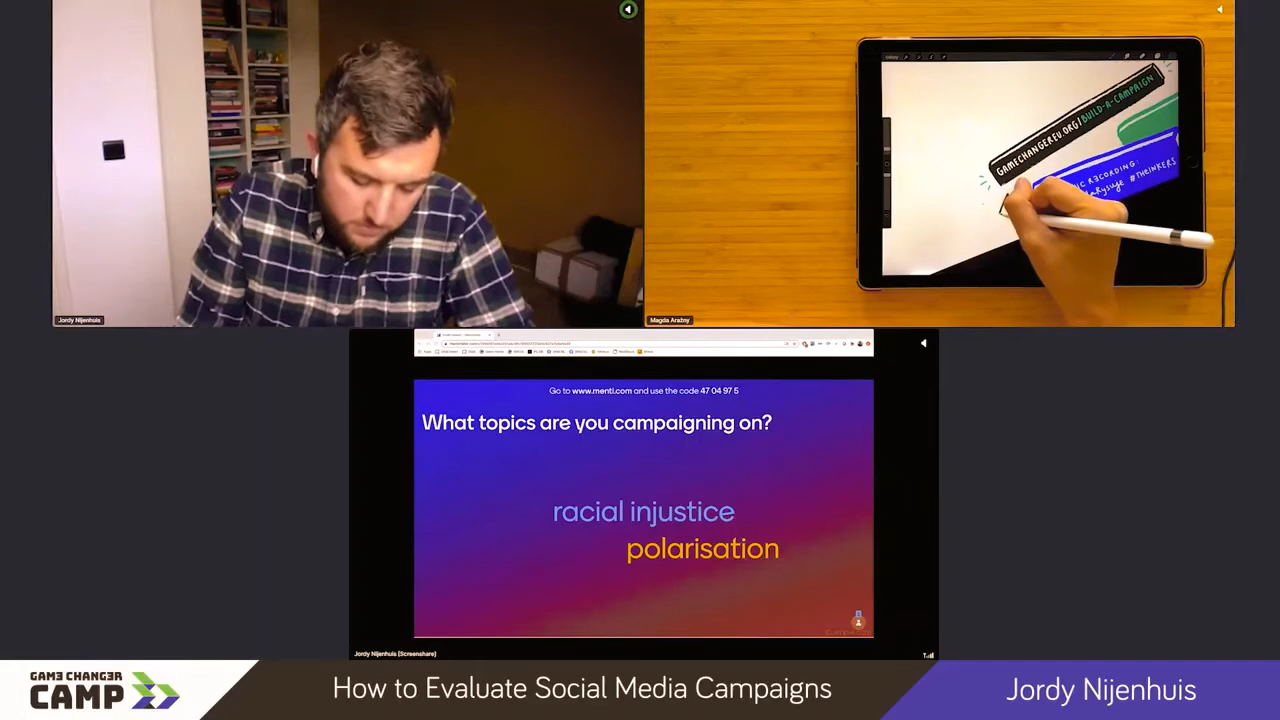 Jordy Nijenhuis
GAMECHANGEREU.ORG/BUILD-A-CAMPAIGN
RECORDING:
#THEINKERS
Magda Arażny
Go to www.menti.com and use the code 47 04 97 5
What topics are you campaigning on?
racial injustice
polarisation
Jordy Nijenhuis [Screenshare]
GAME CHANGER
CAMP
How to Evaluate Social Media Campaigns
Jordy Nijenhuis